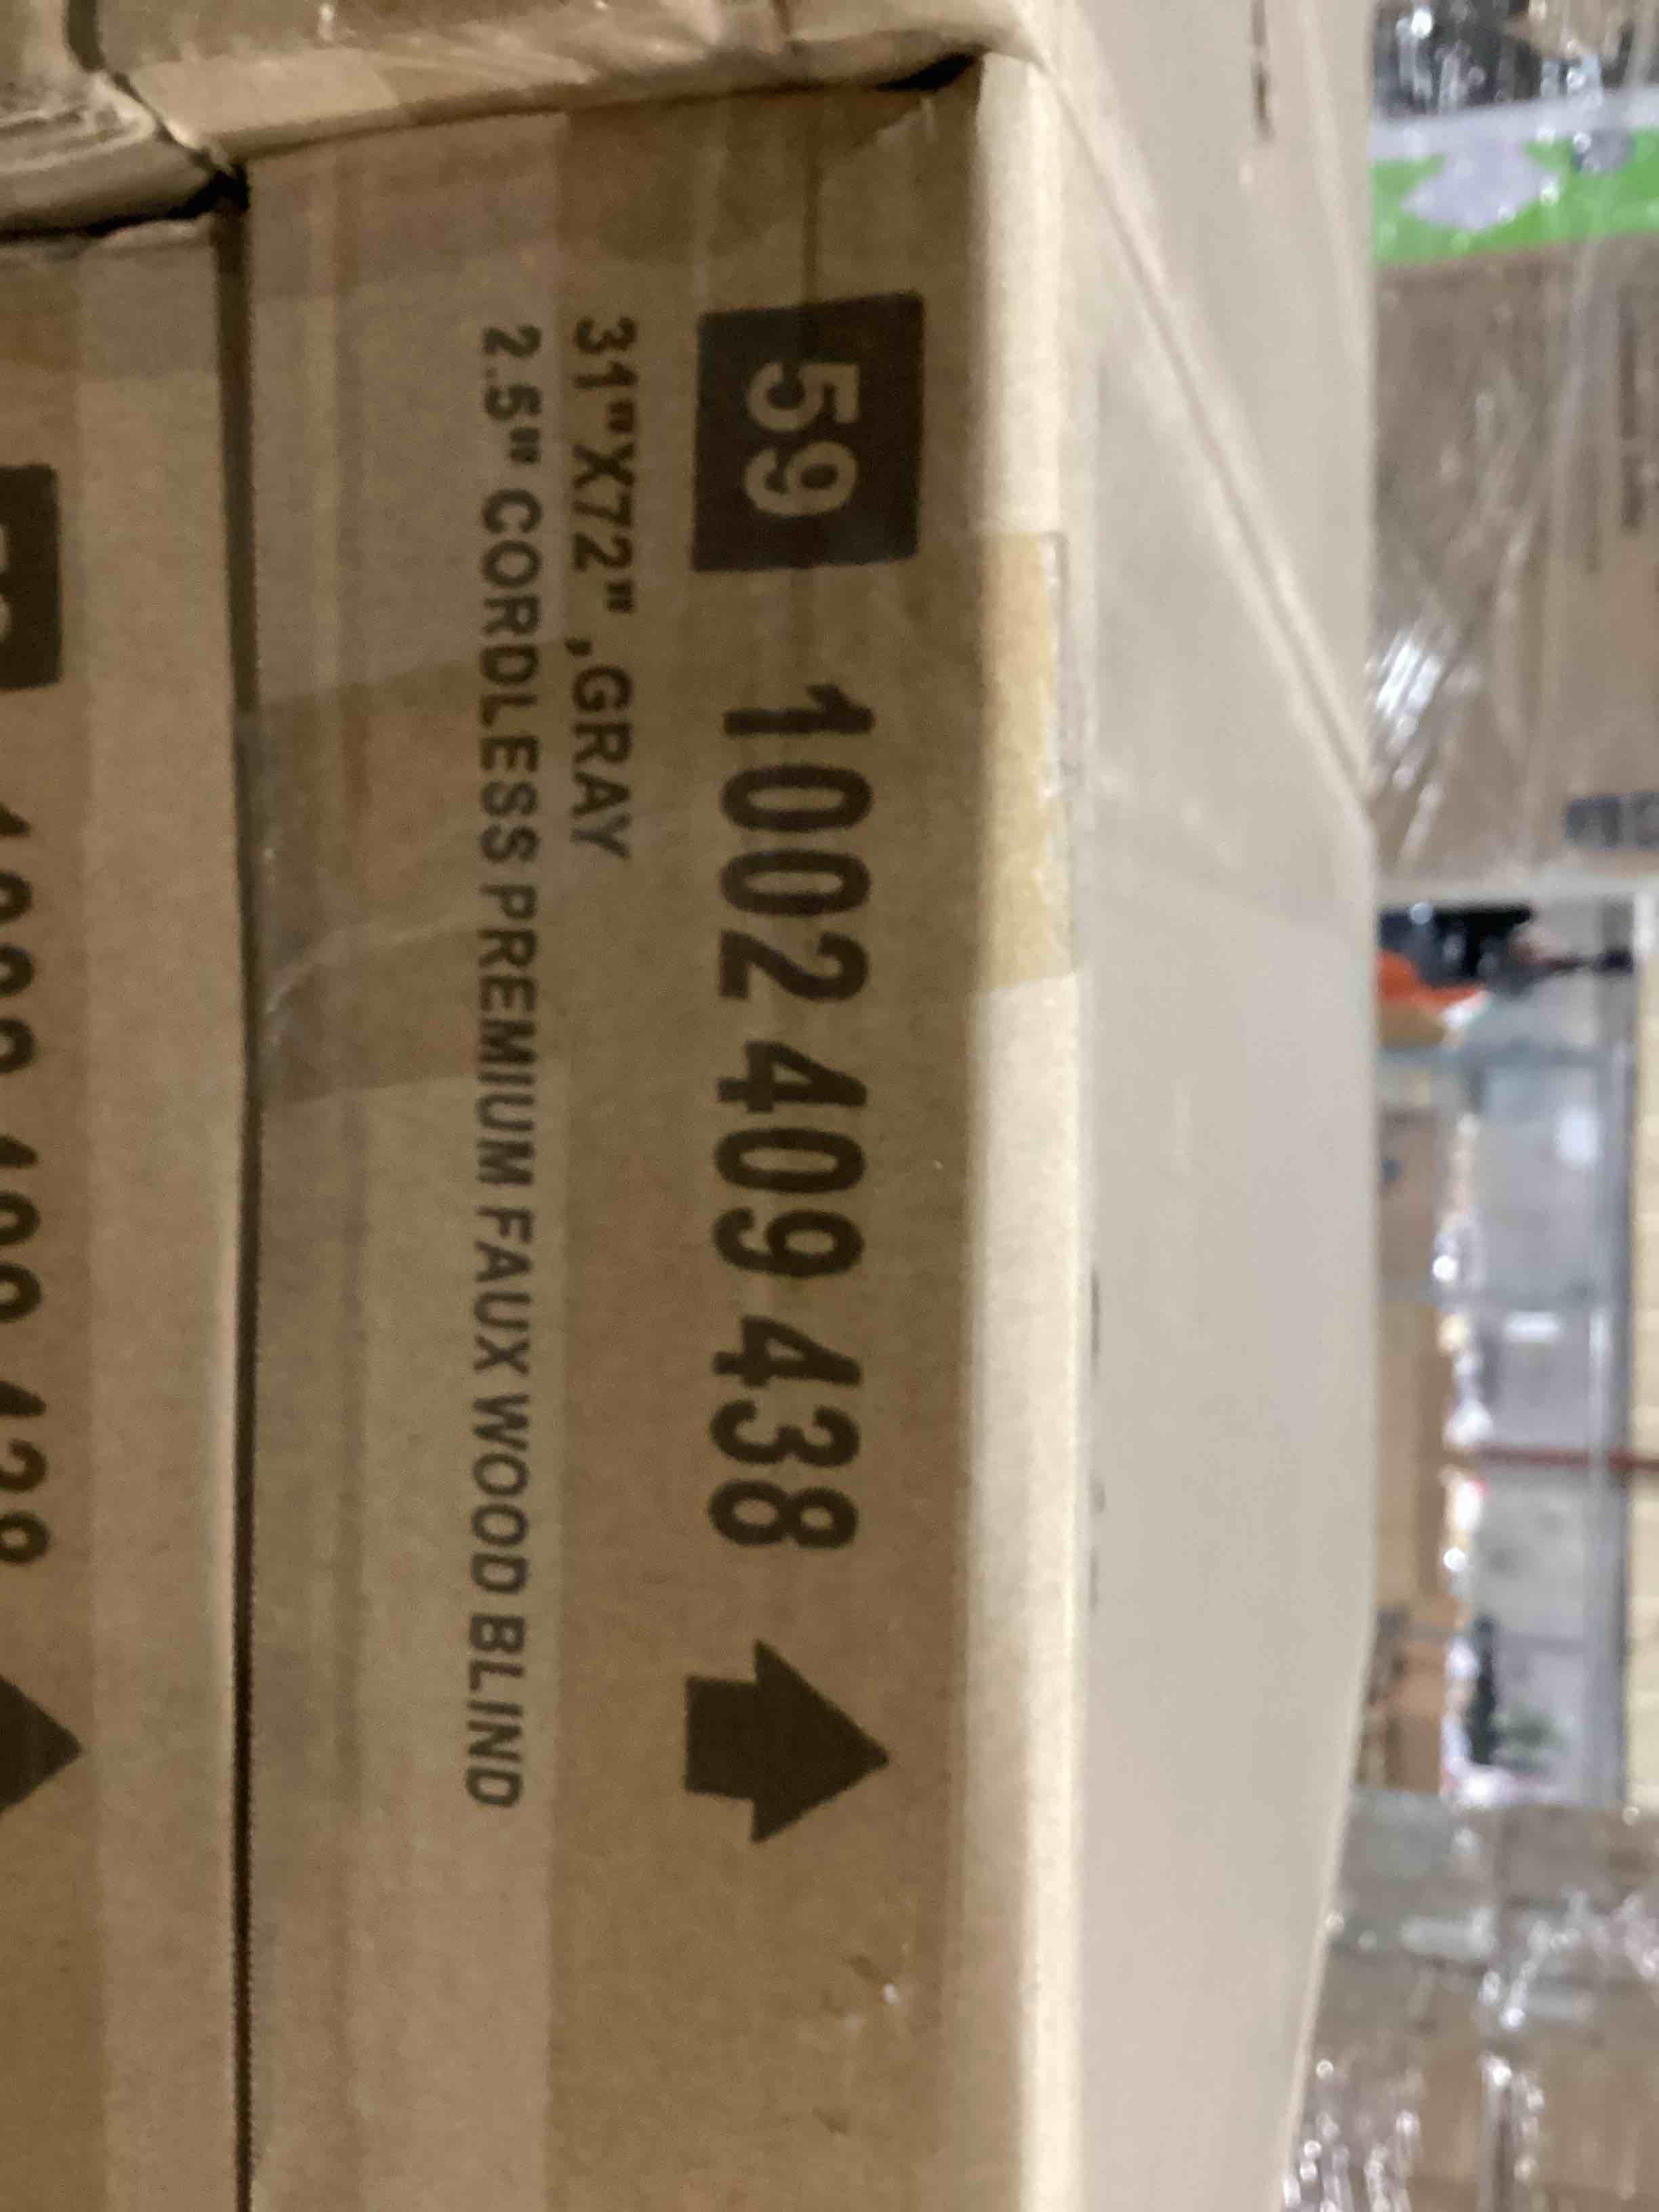 59 1002 409 438
31"X72" ,GRAY
2.5" CORDLESS PREMIUM FAUX WOOD BLIND